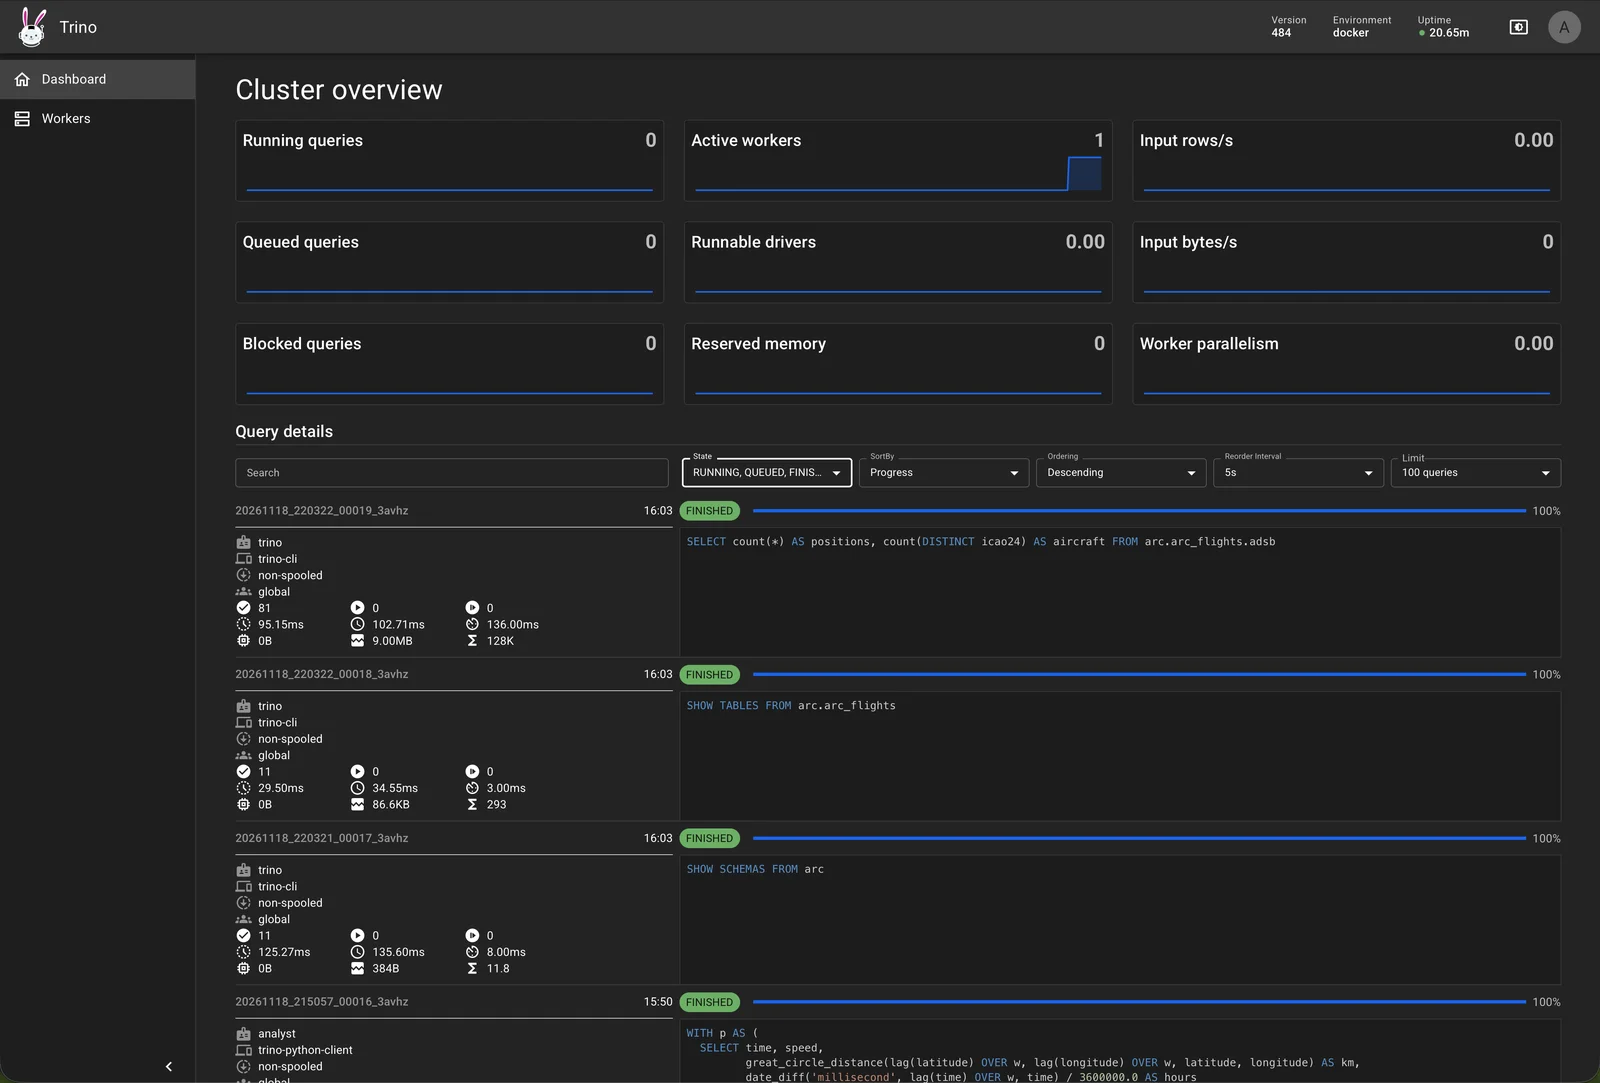 Trino
Version
484
Environment
docker
Uptime
20.65m
A
Dashboard
Workers
Cluster overview
Running queries 0
Active workers 1
Input rows/s 0.00
Queued queries 0
Runnable drivers 0.00
Input bytes/s 0
Blocked queries 0
Reserved memory 0
Worker parallelism 0.00
Query details
Search
State
RUNNING, QUEUED, FINIS...
SortBy
Progress
Ordering
Descending
Reorder Interval
5s
Limit
100 queries
20261118_220322_00019_3avhz 16:03 FINISHED 100%
trino
trino-cli
non-spooled
global
81 0 0
95.15ms 102.71ms 136.00ms
0B 9.00MB 128K
SELECT count(*) AS positions, count(DISTINCT icao24) AS aircraft FROM arc.arc_flights.adsb
20261118_220322_00018_3avhz 16:03 FINISHED 100%
trino
trino-cli
non-spooled
global
11 0 0
29.50ms 34.55ms 3.00ms
0B 86.6KB 293
SHOW TABLES FROM arc.arc_flights
20261118_220321_00017_3avhz 16:03 FINISHED 100%
trino
trino-cli
non-spooled
global
11 0 0
125.27ms 135.60ms 8.00ms
0B 384B 11.8
SHOW SCHEMAS FROM arc
20261118_215057_00016_3avhz 15:50 FINISHED 100%
analyst
trino-python-client
non-spooled
global
WITH p AS (
SELECT time, speed,
great_circle_distance(lag(latitude) OVER w, lag(longitude) OVER w, latitude, longitude) AS km,
date_diff('millisecond', lag(time) OVER w, time) / 3600000.0 AS hours